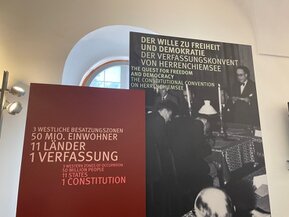 DER WILLE ZU FREIHEIT
UND DEMOKRATIE
DER VERFASSUNGSKONVENT
VON HERRENCHIEMSEE
THE QUEST FOR FREEDOM
AND DEMOCRACY
THE CONSTITUTIONAL CONVENTION
ON HERRENCHIEMSEE
3 WESTLICHE BESATZUNGSZONEN
50 MIO. EINWOHNER
11 LÄNDER
1 VERFASSUNG
3 WESTERN ZONES OF OCCUPATION
50 MILLION PEOPLE
11 STATES
1 CONSTITUTION